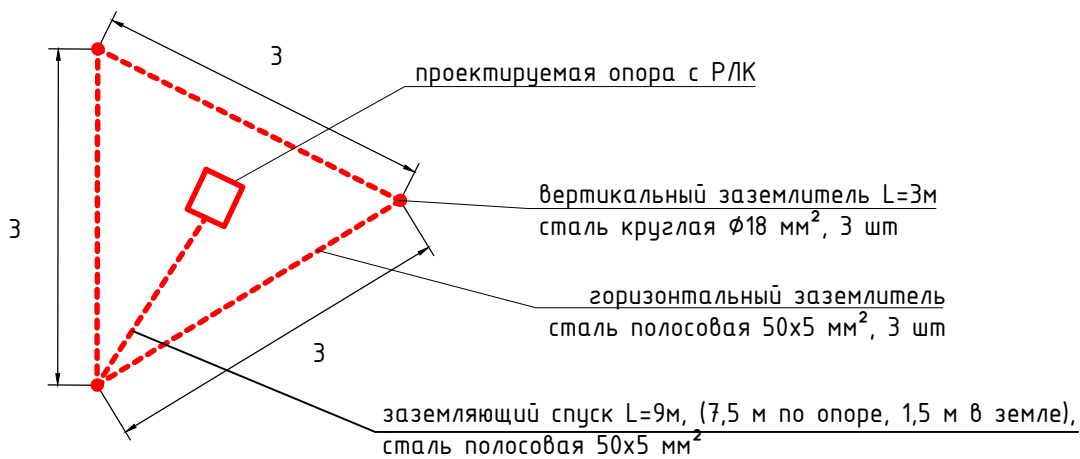 3
проектируемая опора с РЛК
3
вертикальный заземлитель L=3м
сталь круглая Ф18 мм², 3 шт
горизонтальный заземлитель
сталь полосовая 50х5 мм², 3 шт
3
заземляющий спуск L=9м, (7,5 м по опоре, 1,5 м в земле),
сталь полосовая 50х5 мм²